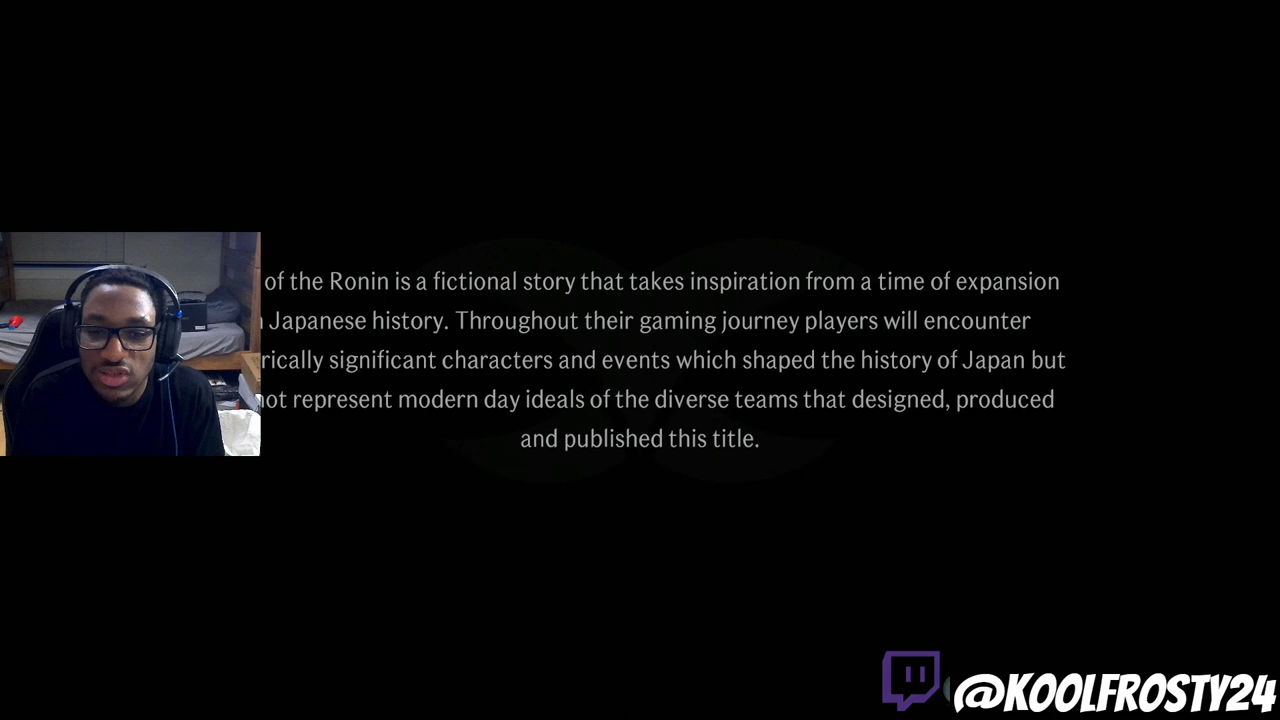 of the Ronin is a fictional story that takes inspiration from a time of expansion
Japanese history. Throughout their gaming journey players will encounter
significant characters and events which shaped the history of Japan but
represent modern day ideals of the diverse teams that designed, produced
and published this title.
@KOOLFROSTY24